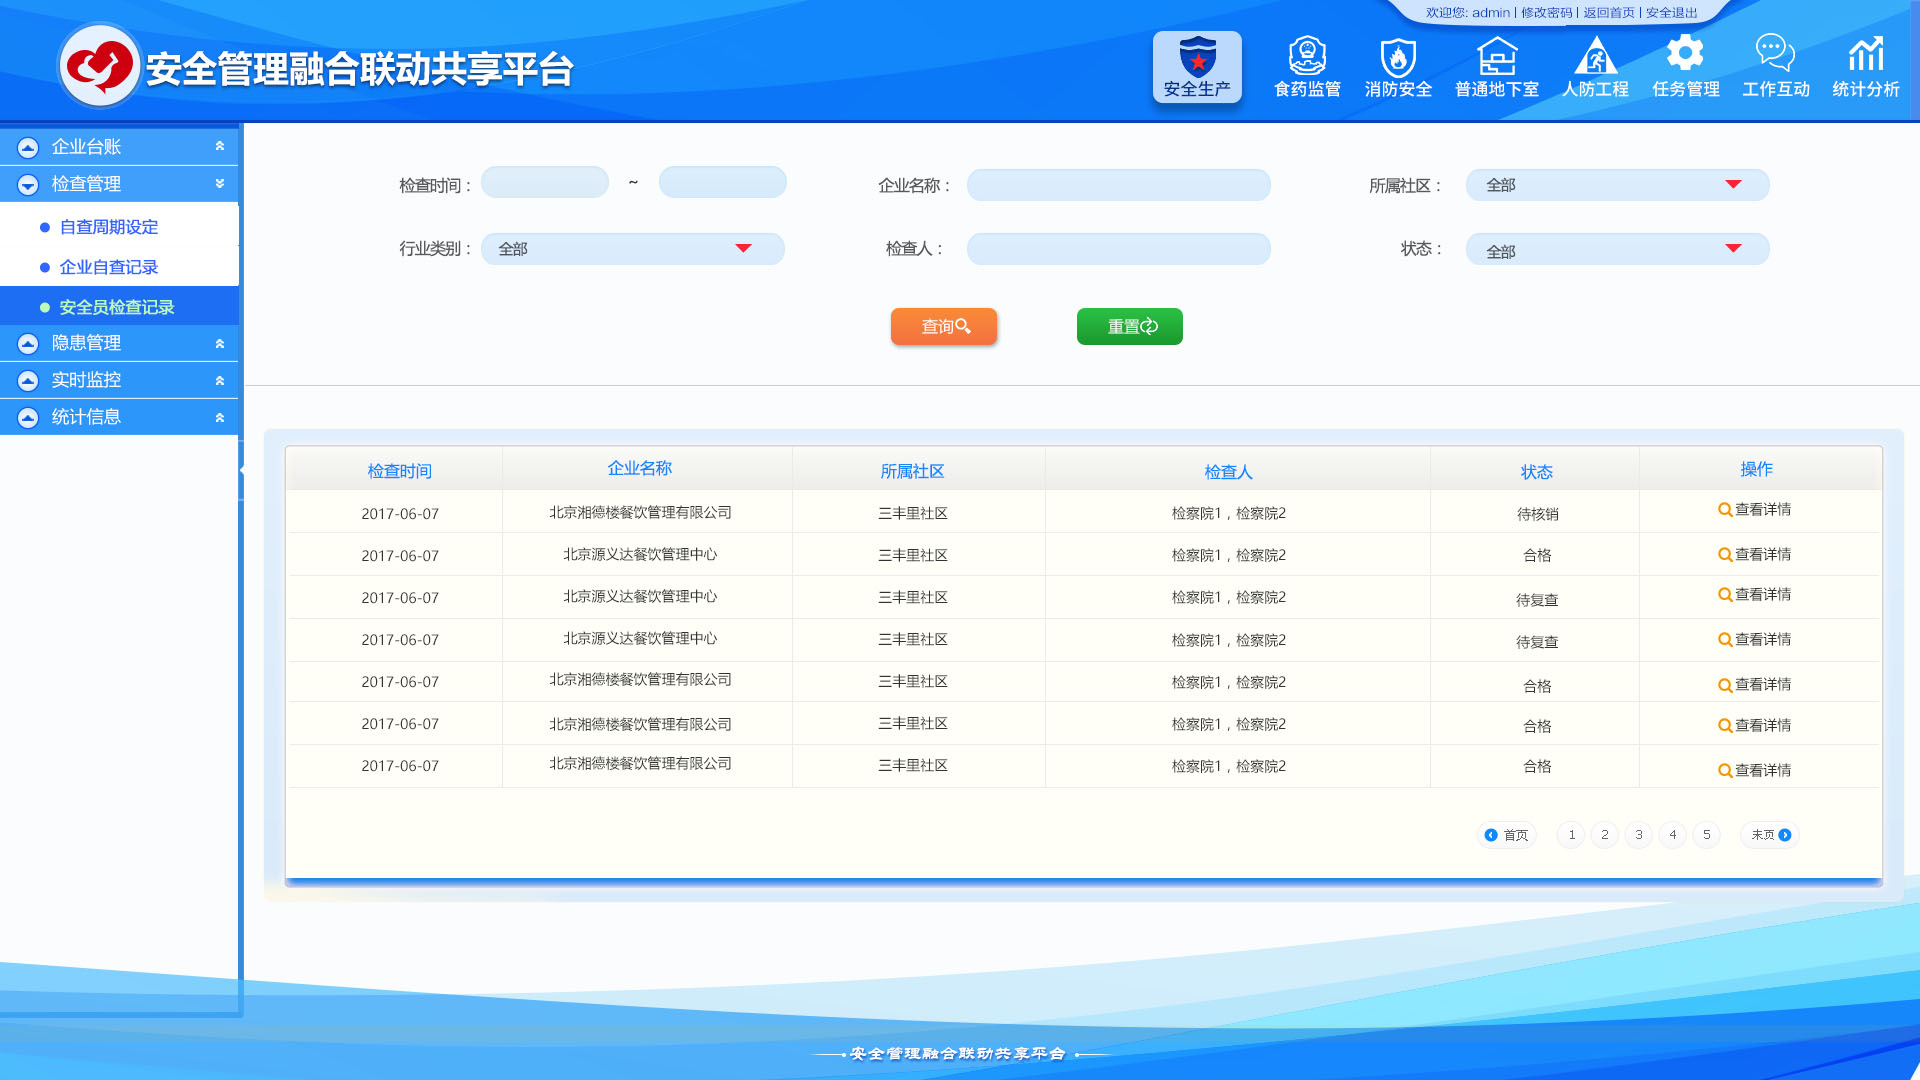 欢迎您: admin | 修改密码 | 返回首页 | 安全退出
安全管理融合联动共享平台
安全生产 食药监管 消防安全 普通地下室 人防工程 任务管理 工作互动 统计分析
企业台账
检查管理
自查周期设定
企业自查记录
安全员检查记录
隐患管理
实时监控
统计信息
检查时间： ~ 企业名称： 所属社区： 全部
行业类别： 全部 检查人： 状态： 全部
查询 重置
检查时间 企业名称 所属社区 检查人 状态 操作
2017-06-07 北京湘德楼餐饮管理有限公司 三丰里社区 检察院1，检察院2 待核销 查看详情
2017-06-07 北京源义达餐饮管理中心 三丰里社区 检察院1，检察院2 合格 查看详情
2017-06-07 北京源义达餐饮管理中心 三丰里社区 检察院1，检察院2 待复查 查看详情
2017-06-07 北京源义达餐饮管理中心 三丰里社区 检察院1，检察院2 待复查 查看详情
2017-06-07 北京湘德楼餐饮管理有限公司 三丰里社区 检察院1，检察院2 合格 查看详情
2017-06-07 北京湘德楼餐饮管理有限公司 三丰里社区 检察院1，检察院2 合格 查看详情
2017-06-07 北京湘德楼餐饮管理有限公司 三丰里社区 检察院1，检察院2 合格 查看详情
首页 1 2 3 4 5 末页
安全管理融合联动共享平台